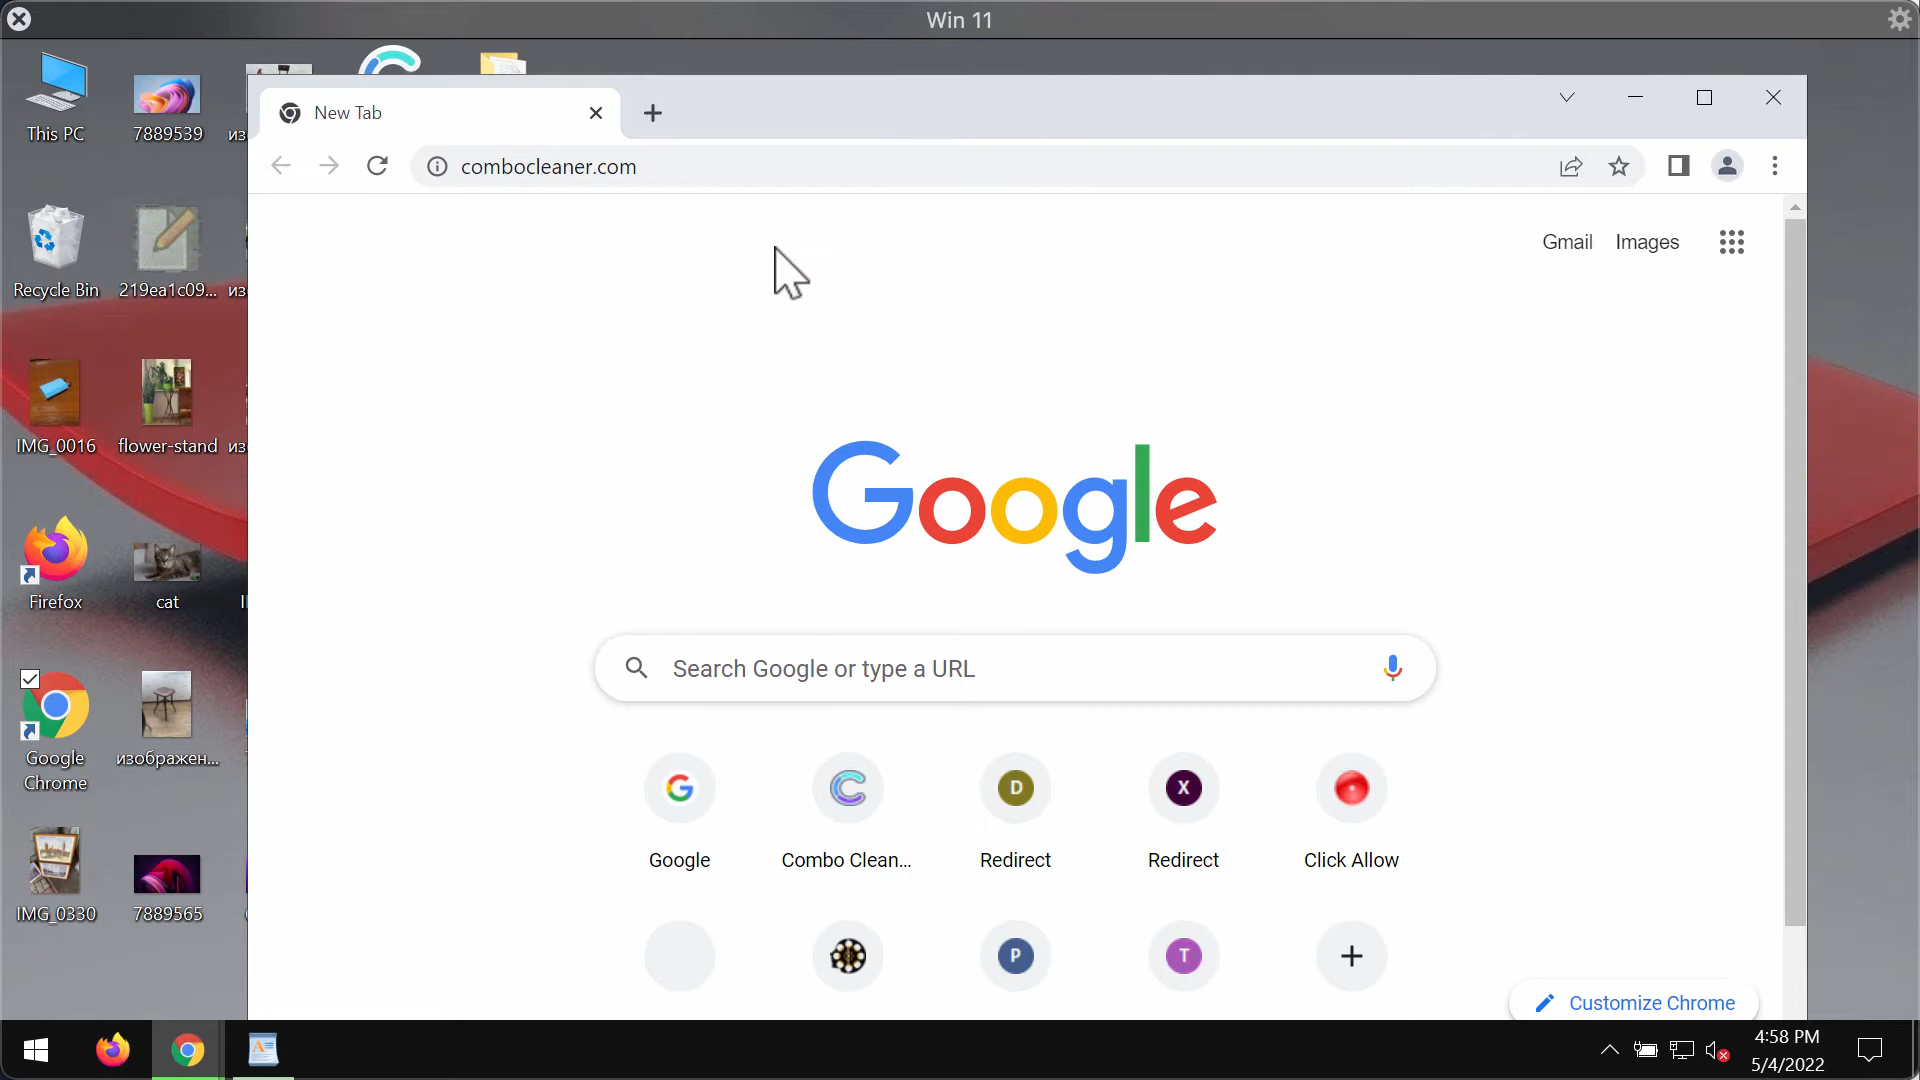 Win 11
This PC
7889539
из
New Tab
combocleaner.com
Gmail
Images
Recycle Bin
219ea1c09...
из
IMG_0016
flower-stand
из
Google
Firefox
cat
Search Google or type a URL
Google
Chrome
изображен...
G
D
X
Google
Combo Clean...
Redirect
Redirect
Click Allow
IMG_0330
7889565
P
T
Customize Chrome
4:58 PM
5/4/2022